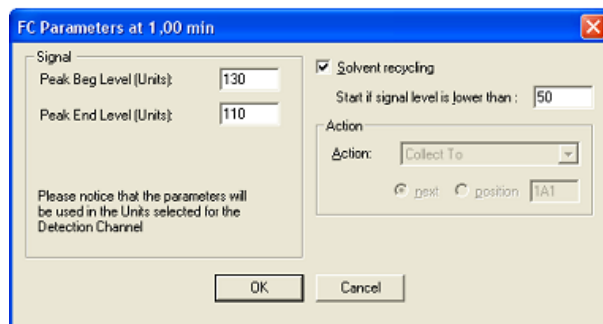 FC Parameters at 1,00 min
Signal
Peak Beg Level (Units): 130
Peak End Level (Units): 110
Please notice that the parameters will
be used in the Units selected for the
Detection Channel
Solvent recycling
Start if signal level is lower than : 50
Action
Action: Collect To
next position 1A1
OK Cancel